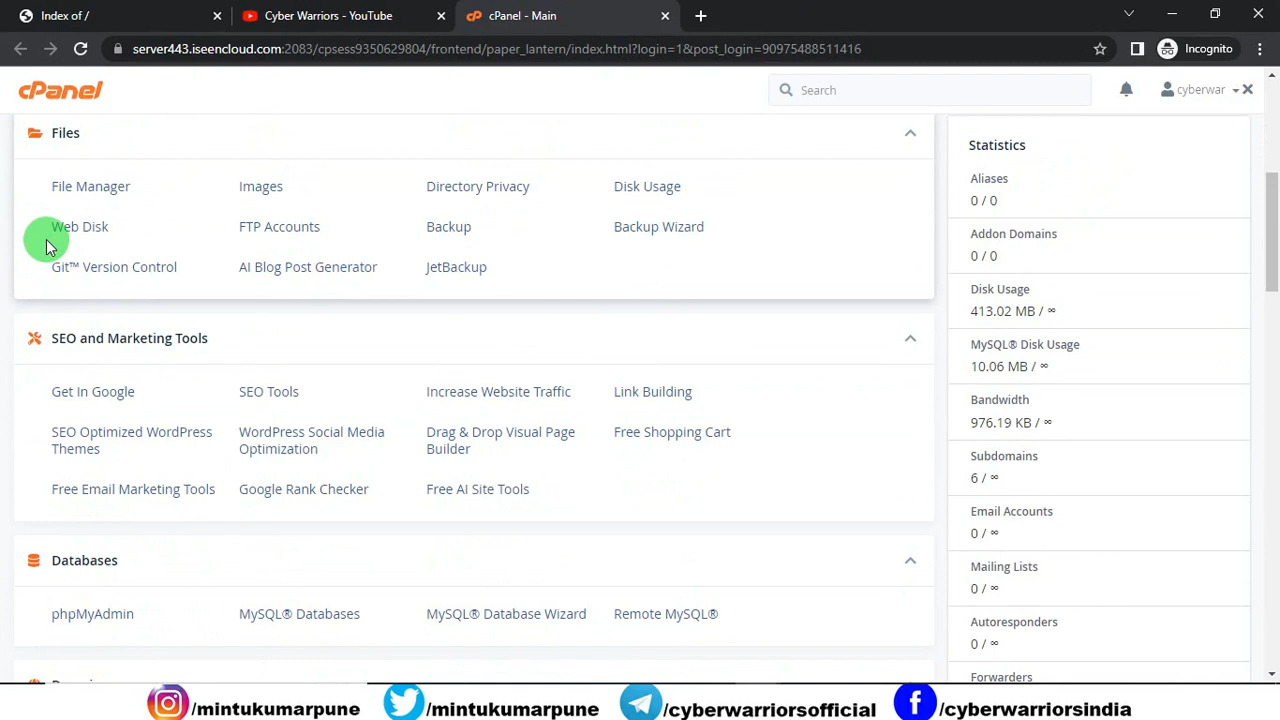 Index of /
Cyber Warriors - YouTube
cPanel - Main
server443.iseencloud.com:2083/cpsess9350629804/frontend/paper_lantern/index.html?login=1&post_login=90975488511416
Incognito
cPanel
Search
cyberwar
Files
File Manager
Images
Directory Privacy
Disk Usage
Web Disk
FTP Accounts
Backup
Backup Wizard
Git™ Version Control
AI Blog Post Generator
JetBackup
SEO and Marketing Tools
Get In Google
SEO Tools
Increase Website Traffic
Link Building
SEO Optimized WordPress
Themes
WordPress Social Media
Optimization
Drag & Drop Visual Page
Builder
Free Shopping Cart
Free Email Marketing Tools
Google Rank Checker
Free AI Site Tools
Databases
phpMyAdmin
MySQL® Databases
MySQL® Database Wizard
Remote MySQL®
Statistics
Aliases
0 / 0
Addon Domains
0 / 0
Disk Usage
413.02 MB / ∞
MySQL® Disk Usage
10.06 MB / ∞
Bandwidth
976.19 KB / ∞
Subdomains
6 / ∞
Email Accounts
0 / ∞
Mailing Lists
0 / ∞
Autoresponders
0 / ∞
Forwarders
/mintukumarpune
/mintukumarpune
/cyberwarriorsofficial
/cyberwarriorsindia